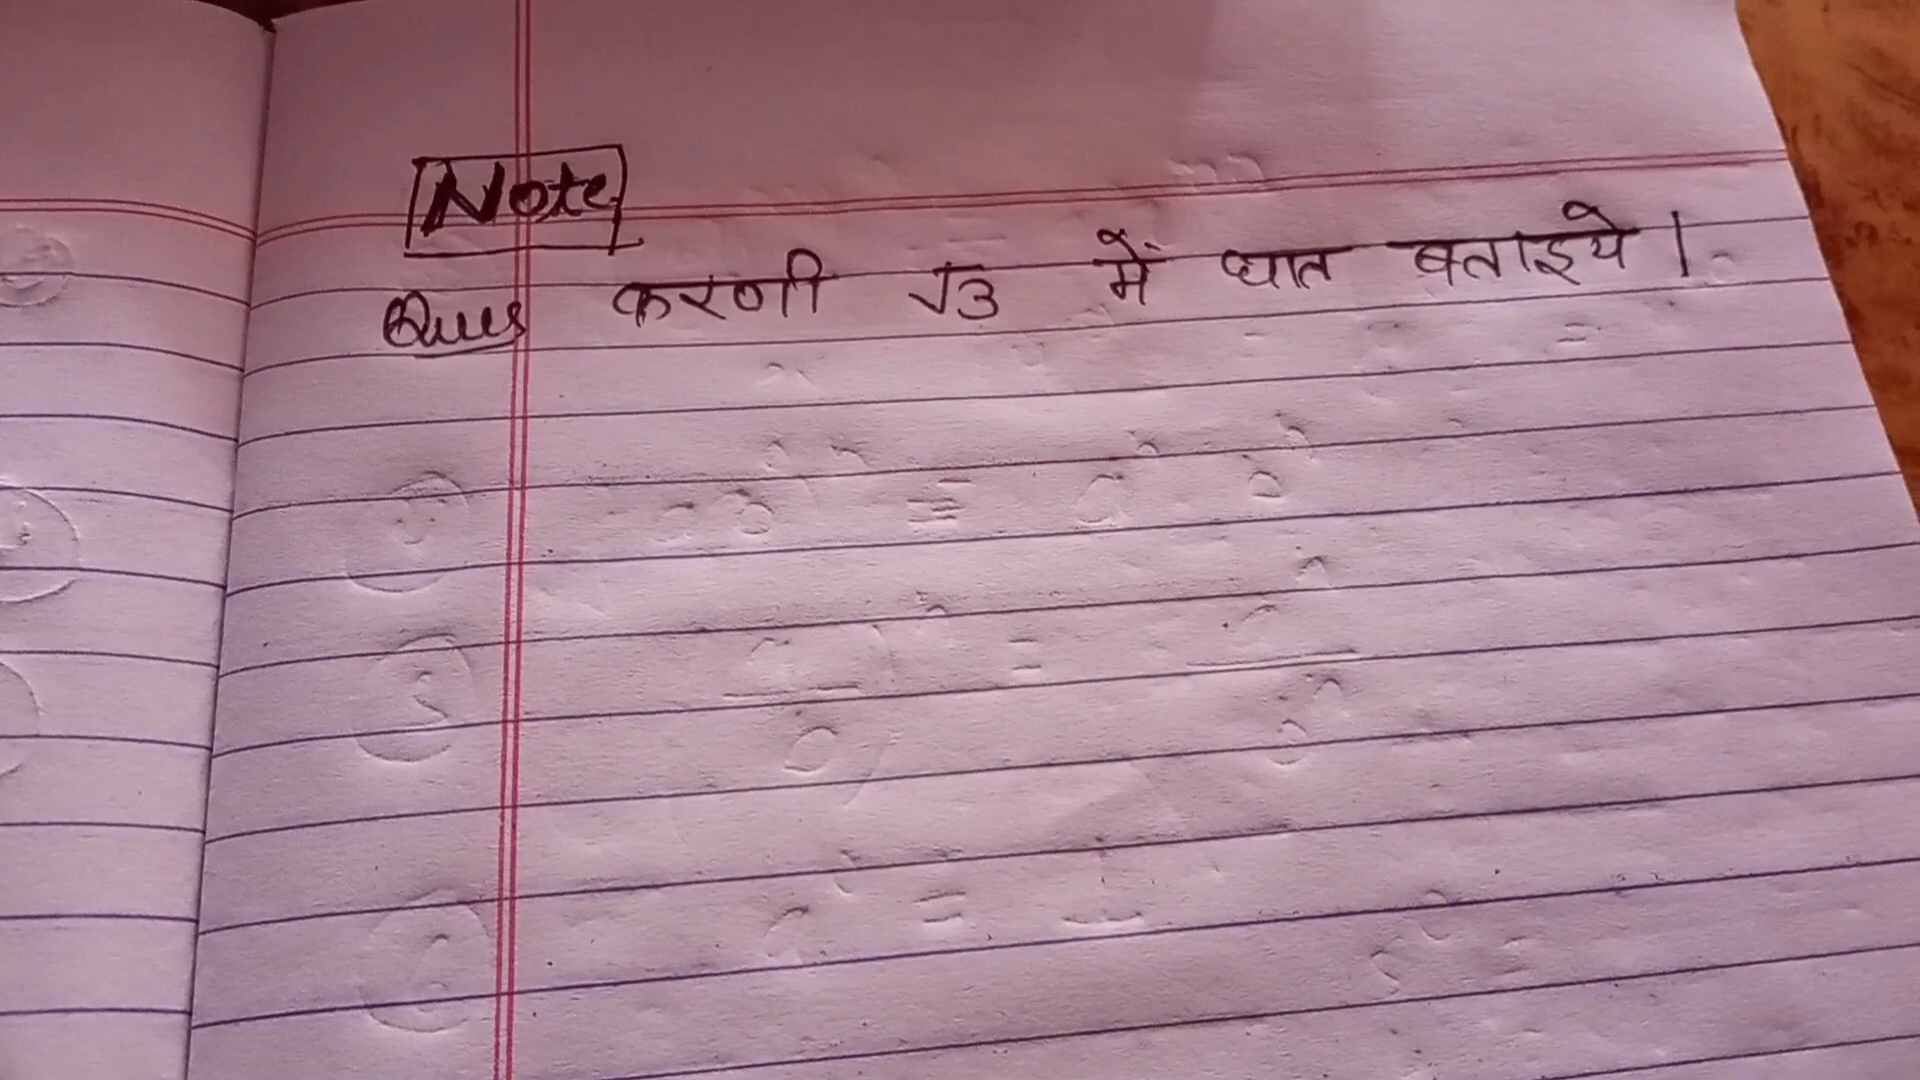 Note
Ques करणी √3 में घात बताइये।